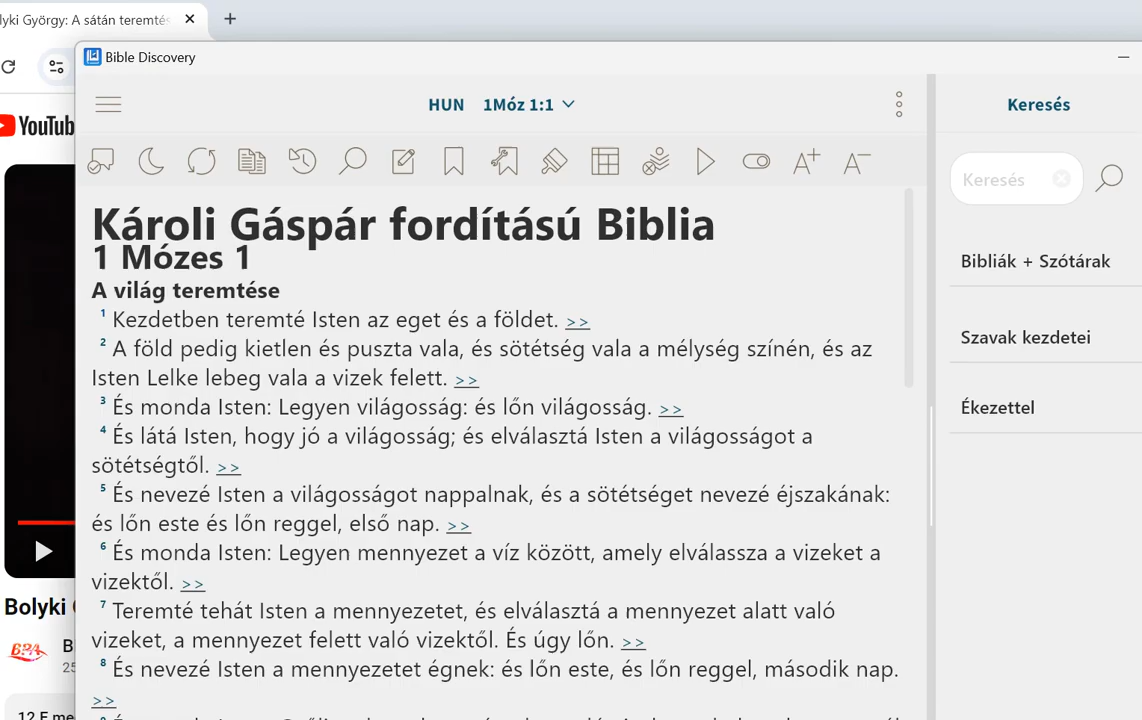 lyki György: A sátán teremtés
Bible Discovery
YouTub
HUN 1Móz 1:1
Keresés
A+ A−
Keresés
Károli Gáspár fordítású Biblia
1 Mózes 1
A világ teremtése
Bibliák + Szótárak
Szavak kezdetei
Ékezettel
1 Kezdetben teremté Isten az eget és a földet. >>
2 A föld pedig kietlen és puszta vala, és sötétség vala a mélység színén, és az
Isten Lelke lebeg vala a vizek felett. >>
3 És monda Isten: Legyen világosság: és lőn világosság. >>
4 És látá Isten, hogy jó a világosság; és elválasztá Isten a világosságot a
sötétségtől. >>
5 És nevezé Isten a világosságot nappalnak, és a sötétséget nevezé éjszakának:
és lőn este és lőn reggel, első nap. >>
6 És monda Isten: Legyen mennyezet a víz között, amely elválassza a vizeket a
vizektől. >>
7 Teremté tehát Isten a mennyezetet, és elválasztá a mennyezet alatt való
vizeket, a mennyezet felett való vizektől. És úgy lőn. >>
8 És nevezé Isten a mennyezetet égnek: és lőn este, és lőn reggel, második nap.
>>
Bolyki
BPA
B
25
12 E me